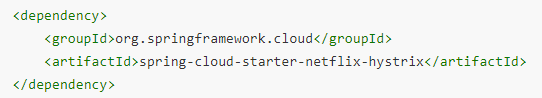 <dependency>
    <groupId>org.springframework.cloud</groupId>
    <artifactId>spring-cloud-starter-netflix-hystrix</artifactId>
</dependency>